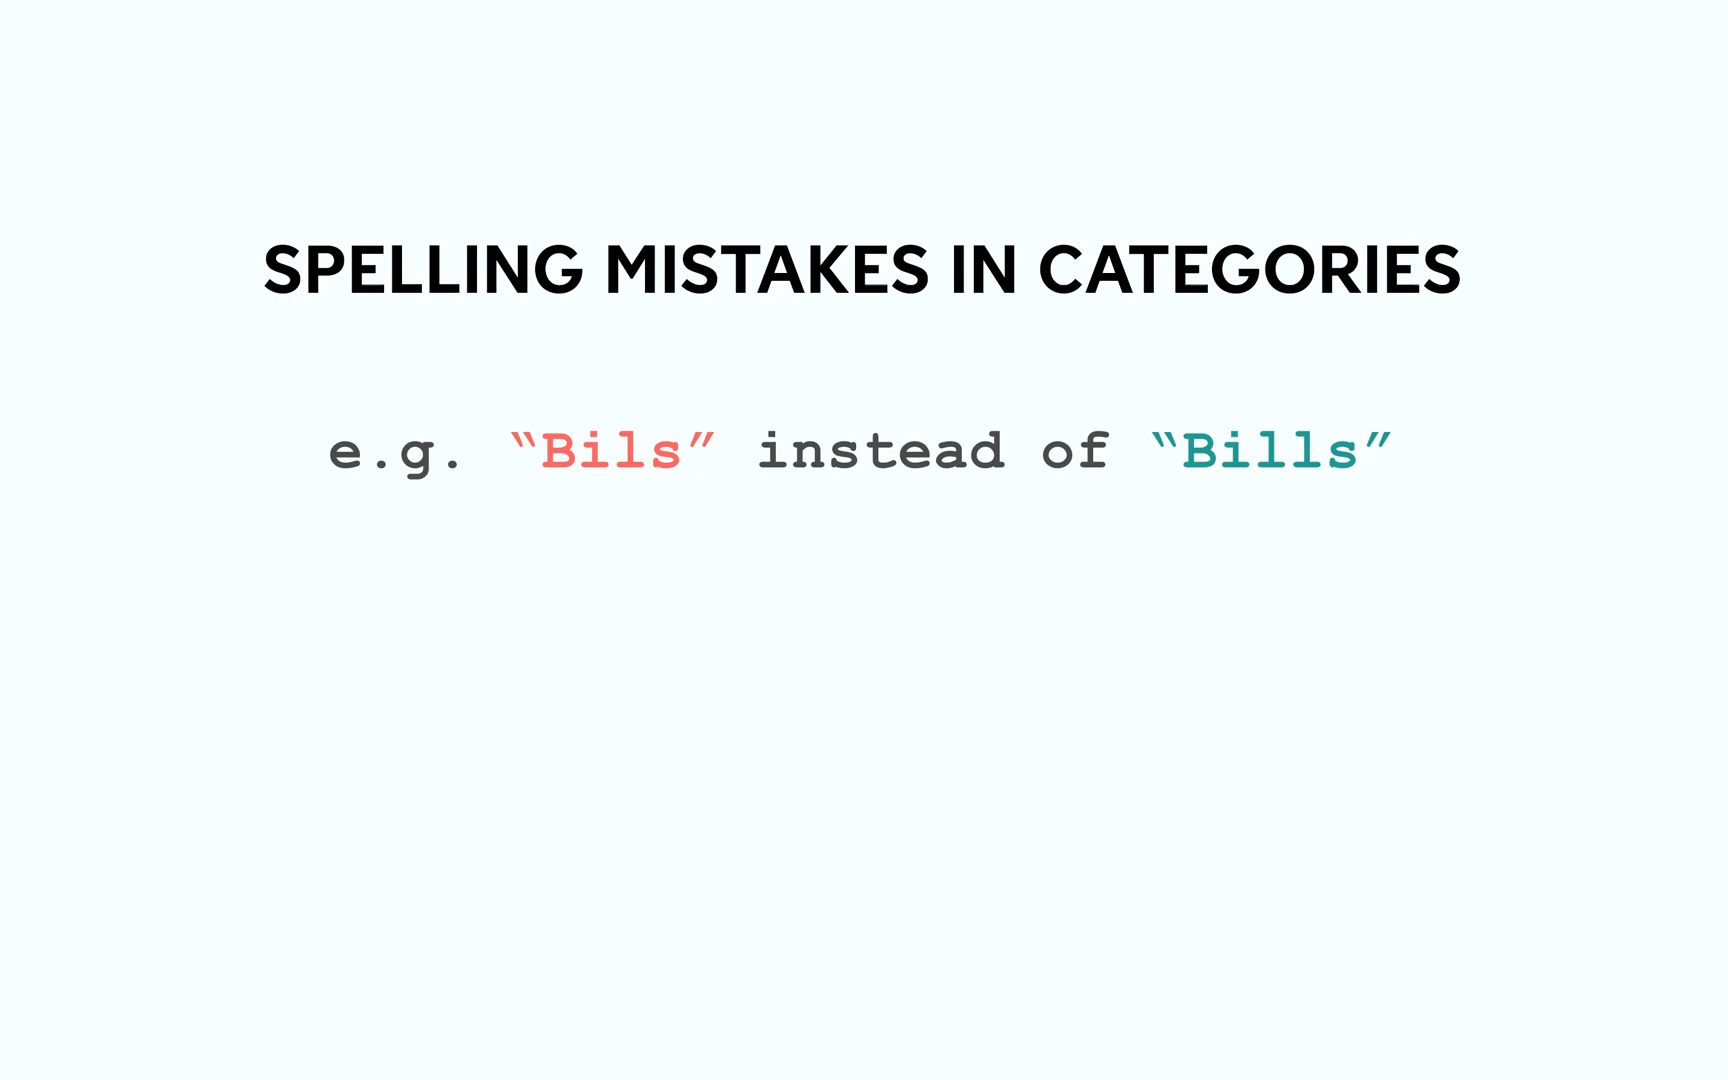 SPELLING MISTAKES IN CATEGORIES
e.g. “Bils” instead of “Bills”